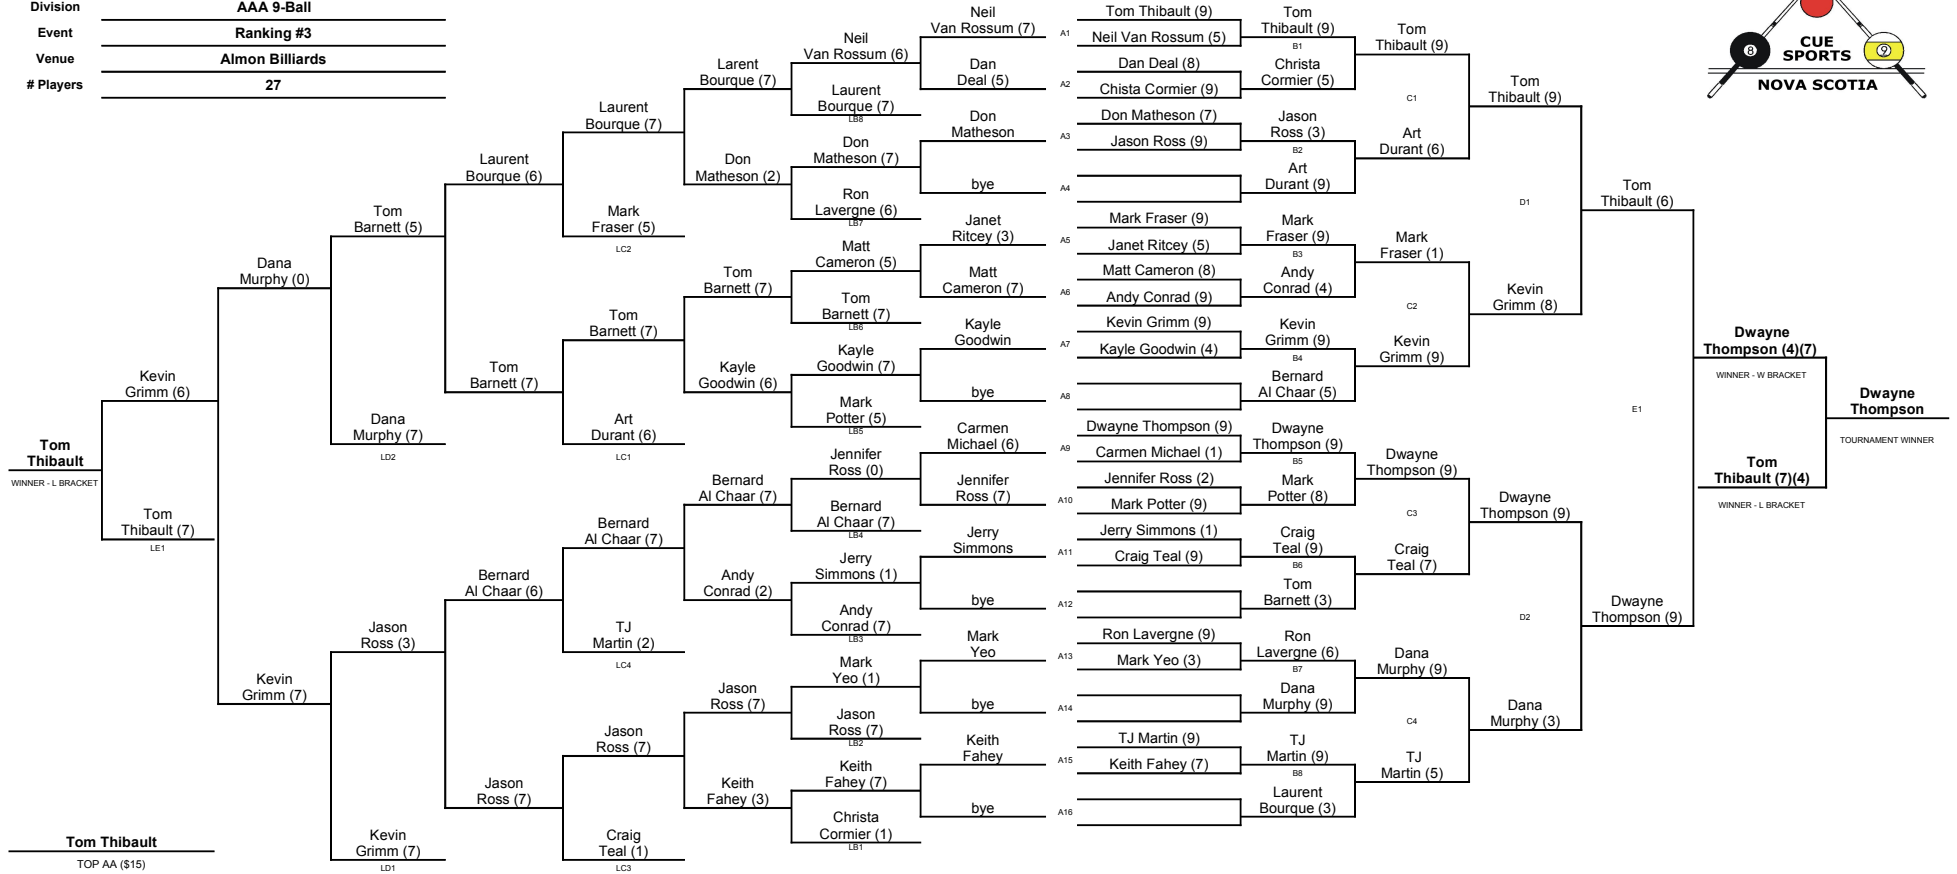 Division AAA 9-Ball
Event Ranking #3
Venue Almon Billiards
# Players 27
8
9
CUE
SPORTS
NOVA SCOTIA
Tom
Thibault
WINNER - L BRACKET
Kevin
Grimm (6)
Tom
Thibault (7)
LE1
Dana
Murphy (0)
Kevin
Grimm (7)
Tom
Barnett (5)
Dana
Murphy (7)
LD2
Jason
Ross (3)
Kevin
Grimm (7)
LD1
Laurent
Bourque (6)
Tom
Barnett (7)
Bernard
Al Chaar (6)
Jason
Ross (7)
Laurent
Bourque (7)
Mark
Fraser (5)
LC2
Tom
Barnett (7)
Art
Durant (6)
LC1
Bernard
Al Chaar (7)
TJ
Martin (2)
LC4
Jason
Ross (7)
Craig
Teal (1)
LC3
Larent
Bourque (7)
Don
Matheson (2)
Tom
Barnett (7)
Kayle
Goodwin (6)
Bernard
Al Chaar (7)
Andy
Conrad (2)
Jason
Ross (7)
Keith
Fahey (3)
Neil
Van Rossum (6)
Laurent
Bourque (7)
LB8
Don
Matheson (7)
Ron
Lavergne (6)
LB7
Matt
Cameron (5)
Tom
Barnett (7)
LB6
Kayle
Goodwin (7)
Mark
Potter (5)
LB5
Jennifer
Ross (0)
Bernard
Al Chaar (7)
LB4
Jerry
Simmons (1)
Andy
Conrad (7)
LB3
Mark
Yeo (1)
Jason
Ross (7)
LB2
Keith
Fahey (7)
Christa
Cormier (1)
LB1
Neil
Van Rossum (7)
Dan
Deal (5)
Don
Matheson
bye
Janet
Ritcey (3)
Matt
Cameron (7)
Kayle
Goodwin
bye
Carmen
Michael (6)
Jennifer
Ross (7)
Jerry
Simmons
bye
Mark
Yeo
bye
Keith
Fahey
bye
A1
A2
A3
A4
A5
A6
A7
A8
A9
A10
A11
A12
A13
A14
A15
A16
Tom Thibault (9)
Neil Van Rossum (5)
Dan Deal (8)
Chista Cormier (9)
Don Matheson (7)
Jason Ross (9)
Mark Fraser (9)
Janet Ritcey (5)
Matt Cameron (8)
Andy Conrad (9)
Kevin Grimm (9)
Kayle Goodwin (4)
Dwayne Thompson (9)
Carmen Michael (1)
Jennifer Ross (2)
Mark Potter (9)
Jerry Simmons (1)
Craig Teal (9)
Ron Lavergne (9)
Mark Yeo (3)
TJ Martin (9)
Keith Fahey (7)
Tom
Thibault (9)
B1
Christa
Cormier (5)
Jason
Ross (3)
B2
Art
Durant (9)
Mark
Fraser (9)
B3
Andy
Conrad (4)
Kevin
Grimm (9)
B4
Bernard
Al Chaar (5)
Dwayne
Thompson (9)
B5
Mark
Potter (8)
Craig
Teal (9)
B6
Tom
Barnett (3)
Ron
Lavergne (6)
B7
Dana
Murphy (9)
TJ
Martin (9)
B8
Laurent
Bourque (3)
Tom
Thibault (9)
C1
Art
Durant (6)
Mark
Fraser (1)
C2
Kevin
Grimm (9)
Dwayne
Thompson (9)
C3
Craig
Teal (7)
Dana
Murphy (9)
C4
TJ
Martin (5)
Tom
Thibault (9)
D1
Kevin
Grimm (8)
Dwayne
Thompson (9)
D2
Dana
Murphy (3)
Tom
Thibault (6)
E1
Dwayne
Thompson (9)
Dwayne
Thompson (4)(7)
WINNER - W BRACKET
Tom
Thibault (7)(4)
WINNER - L BRACKET
Dwayne
Thompson
TOURNAMENT WINNER
Tom Thibault
TOP AA ($15)